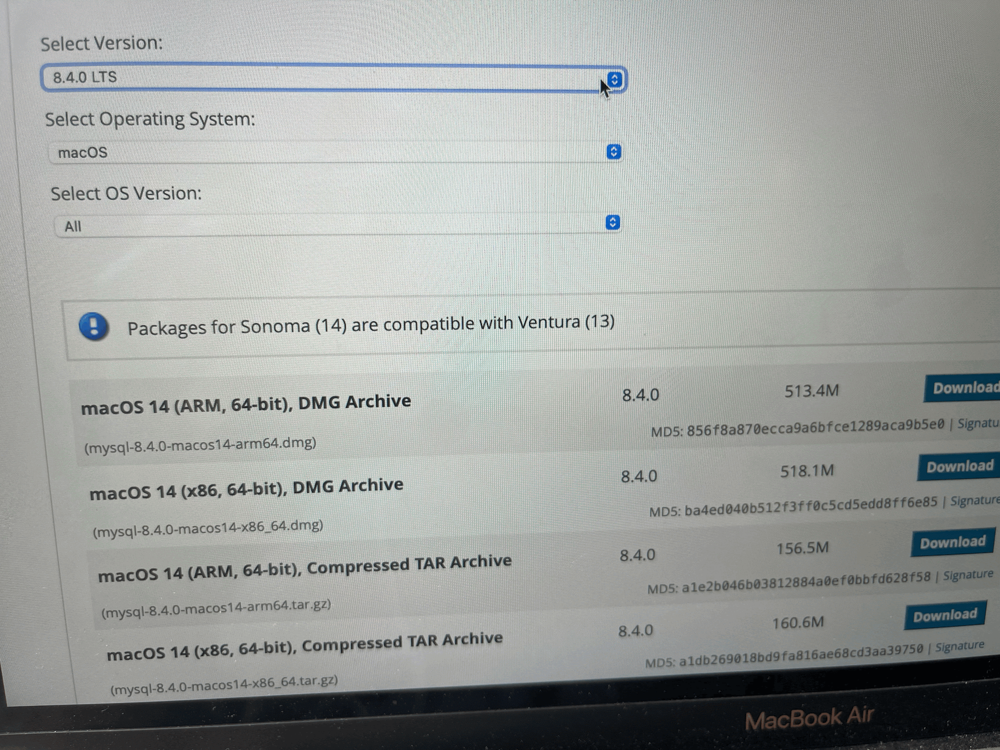 Select Version:
8.4.0 LTS
Select Operating System:
macOS
Select OS Version:
All
Packages for Sonoma (14) are compatible with Ventura (13)
macOS 14 (ARM, 64-bit), DMG Archive 8.4.0 513.4M Download
(mysql-8.4.0-macos14-arm64.dmg) MD5: 856f8a870ecca9a6bfce1289aca9b5e0 | Signatu
macOS 14 (x86, 64-bit), DMG Archive 8.4.0 518.1M Download
(mysql-8.4.0-macos14-x86_64.dmg) MD5: ba4ed040b512f3ff0c5cd5edd8ff6e85 | Signature
macOS 14 (ARM, 64-bit), Compressed TAR Archive 8.4.0 156.5M Download
(mysql-8.4.0-macos14-arm64.tar.gz) MD5: a1e2b046b03812884a0ef0bbfd628f58 | Signature
macOS 14 (x86, 64-bit), Compressed TAR Archive 8.4.0 160.6M Download
(mysql-8.4.0-macos14-x86_64.tar.gz) MD5: a1db269018bd9fa816ae68cd3aa39750 | Signature
MacBook Air